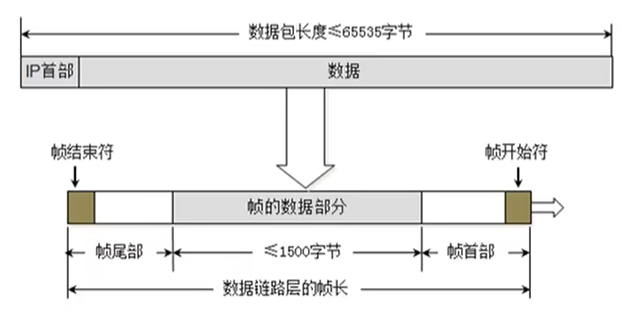 数据包长度≤65535字节
IP首部 数据
帧结束符 帧开始符
帧的数据部分
帧尾部 ≤1500字节 帧首部
数据链路层的帧长